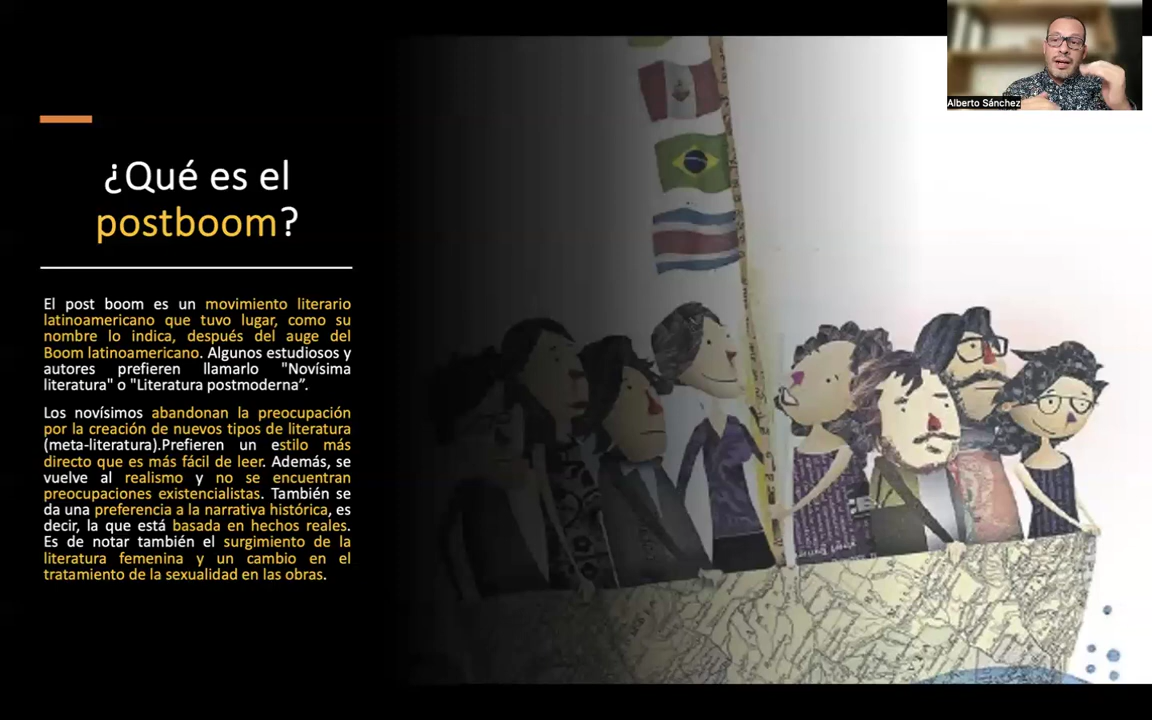 ¿Qué es el
postboom?
El post boom es un movimiento literario
latinoamericano que tuvo lugar, como su
nombre lo indica, después del auge del
Boom latinoamericano. Algunos estudiosos y
autores prefieren llamarlo "Novísima
literatura" o "Literatura postmoderna”.
Los novísimos abandonan la preocupación
por la creación de nuevos tipos de literatura
(meta-literatura).Prefieren un estilo más
directo que es más fácil de leer. Además, se
vuelve al realismo y no se encuentran
preocupaciones existencialistas. También se
da una preferencia a la narrativa histórica, es
decir, la que está basada en hechos reales.
Es de notar también el surgimiento de la
literatura femenina y un cambio en el
tratamiento de la sexualidad en las obras.
Alberto Sánchez